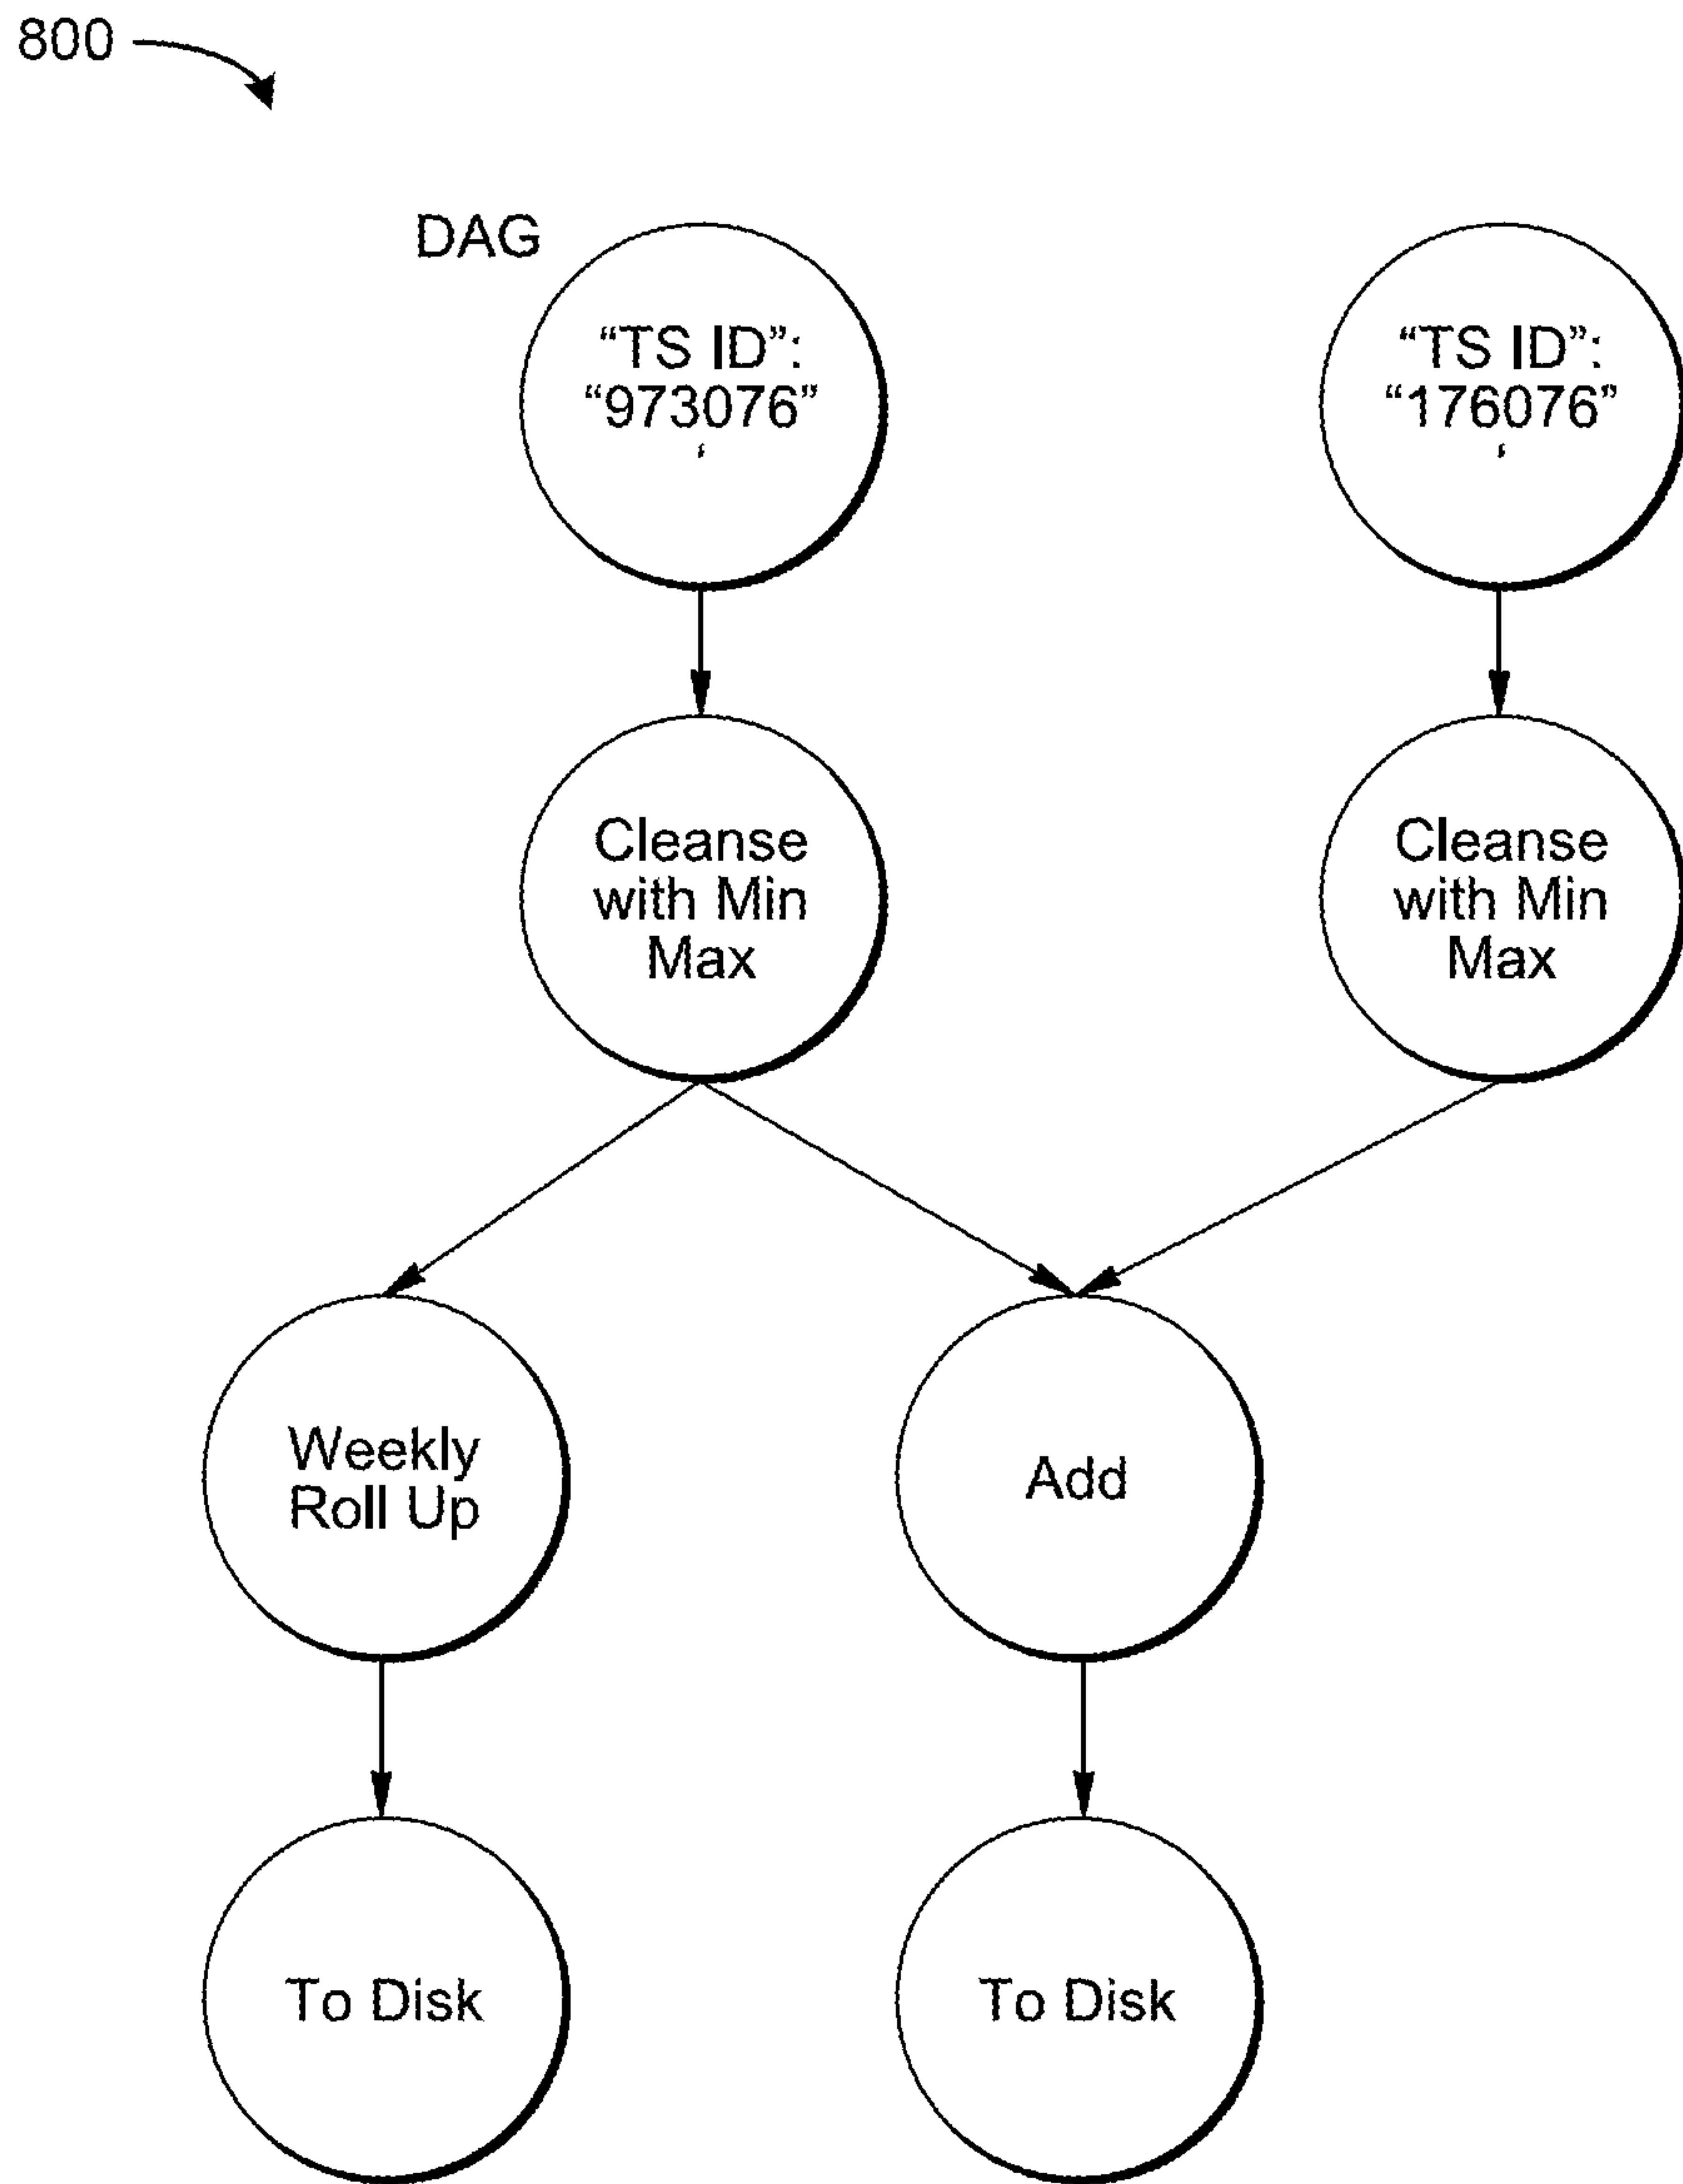 800
DAG
“TS ID”:
“973076”
,
“TS ID”:
“176076”
,
Cleanse
with Min
Max
Cleanse
with Min
Max
Weekly
Roll Up
Add
To Disk
To Disk